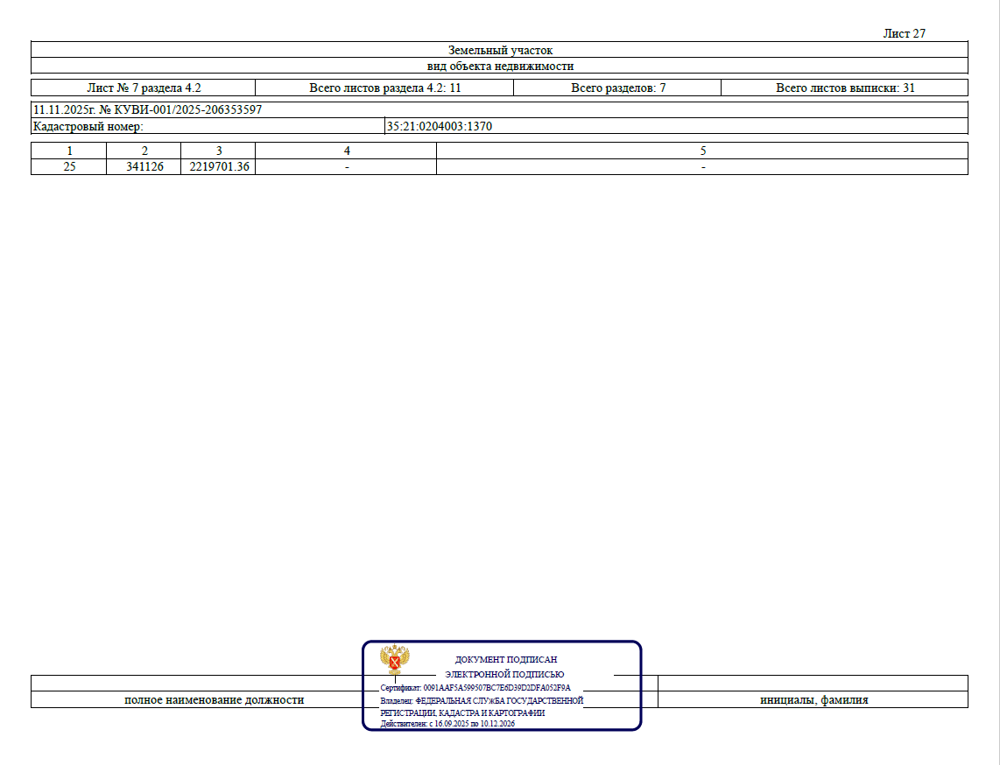 Лист 27
Земельный участок
вид объекта недвижимости
Лист № 7 раздела 4.2 Всего листов раздела 4.2: 11 Всего разделов: 7 Всего листов выписки: 31
11.11.2025г. № КУВИ-001/2025-206353597
Кадастровый номер: 35:21:0204003:1370
1 2 3 4 5
25 341126 2219701.36 - -
ДОКУМЕНТ ПОДПИСАН
ЭЛЕКТРОННОЙ ПОДПИСЬЮ
Сертификат: 0091AAF5A599507BC7E6D39D2DFA052F9A
Владелец: ФЕДЕРАЛЬНАЯ СЛУЖБА ГОСУДАРСТВЕННОЙ
РЕГИСТРАЦИИ, КАДАСТРА И КАРТОГРАФИИ
Действителен: с 16.09.2025 по 10.12.2026
полное наименование должности инициалы, фамилия